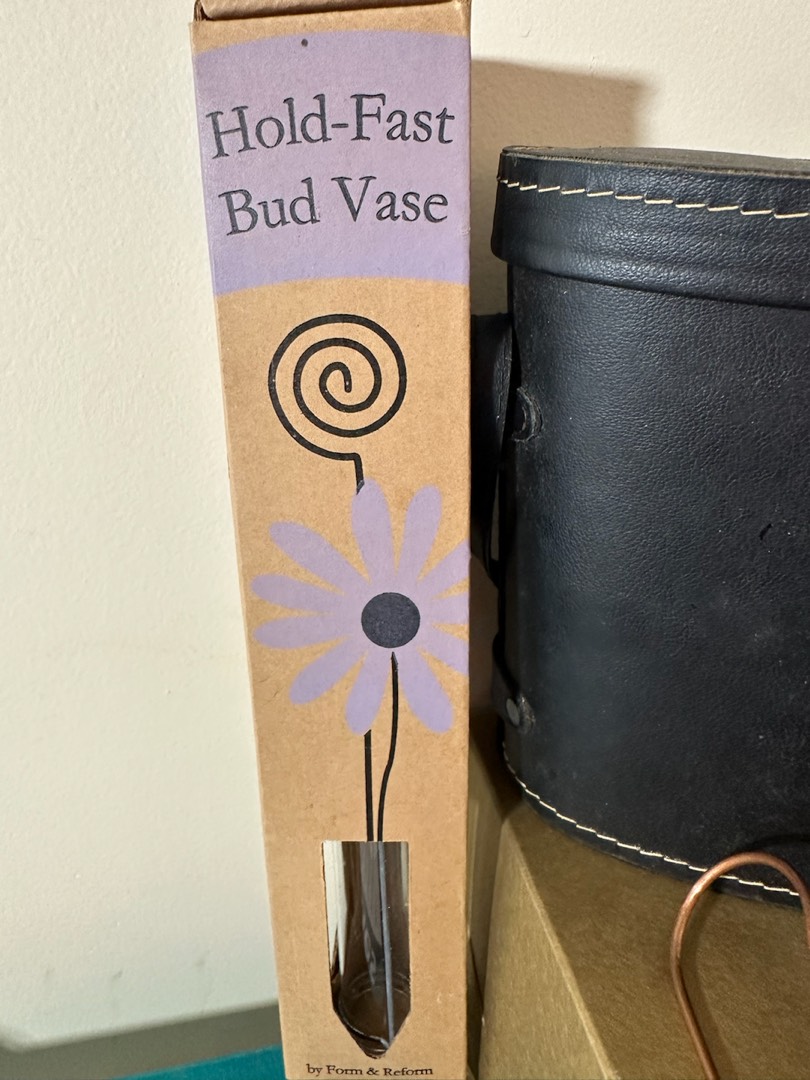 Hold-Fast
Bud Vase
by Form & Reform